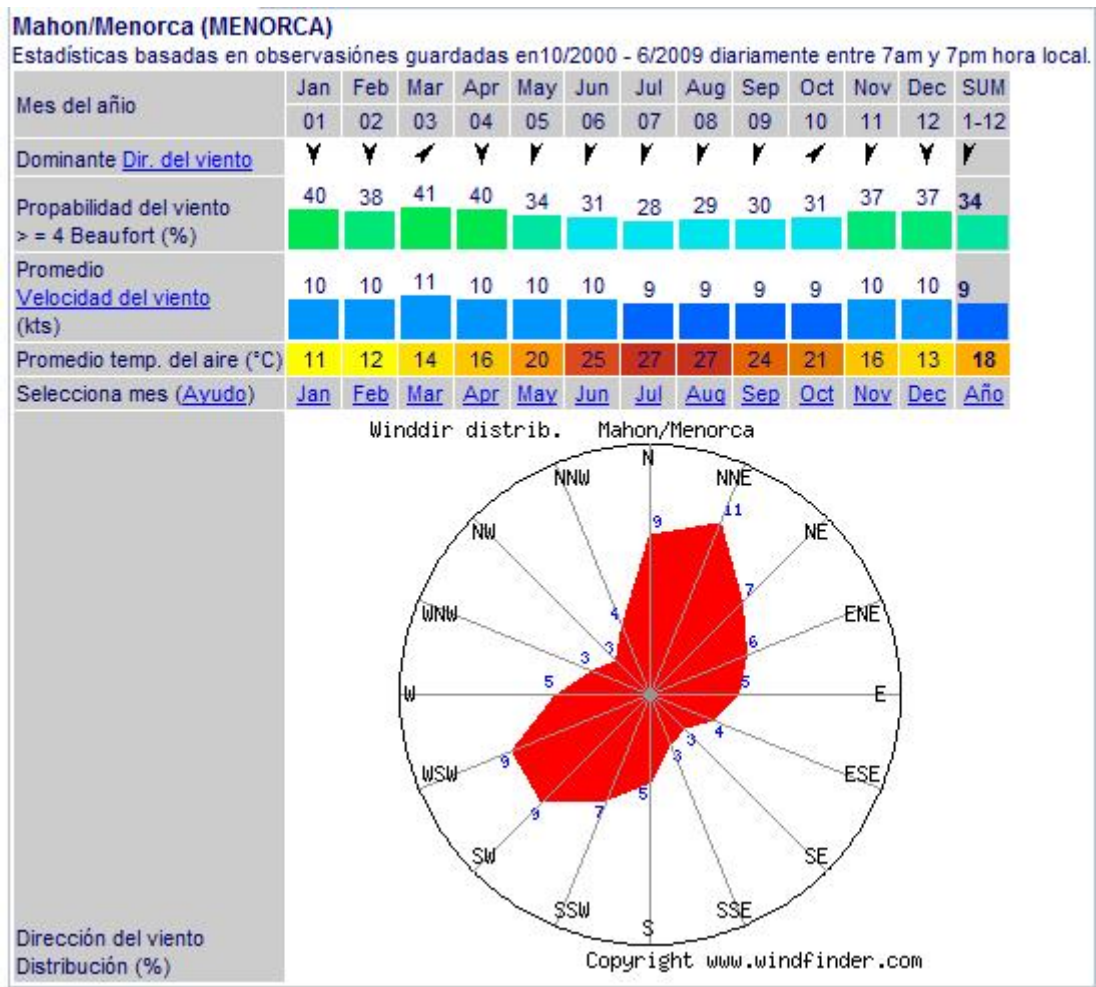 Mahon/Menorca (MENORCA)
Estadísticas basadas en observasiónes guardadas en10/2000 - 6/2009 diariamente entre 7am y 7pm hora local.
Mes del añio
Jan Feb Mar Apr May Jun Jul Aug Sep Oct Nov Dec SUM
01 02 03 04 05 06 07 08 09 10 11 12 1-12
Dominante Dir. del viento
Propabilidad del viento
> = 4 Beaufort (%)
40 38 41 40 34 31 28 29 30 31 37 37 34
Promedio
Velocidad del viento
(kts)
10 10 11 10 10 10 9 9 9 9 10 10 9
Promedio temp. del aire (°C) 11 12 14 16 20 25 27 27 24 21 16 13 18
Selecciona mes (Ayudo) Jan Feb Mar Apr May Jun Jul Aug Sep Oct Nov Dec Año
Winddir distrib. Mahon/Menorca
N
NNW NNE
9 11
NW NE
7
WNW 4 ENE
3 6
3
5 5
W E
4
3
9 3
WSW ESE
5
9 7
SW SE
SSW SSE
S
Dirección del viento
Distribución (%)
Copyright www.windfinder.com